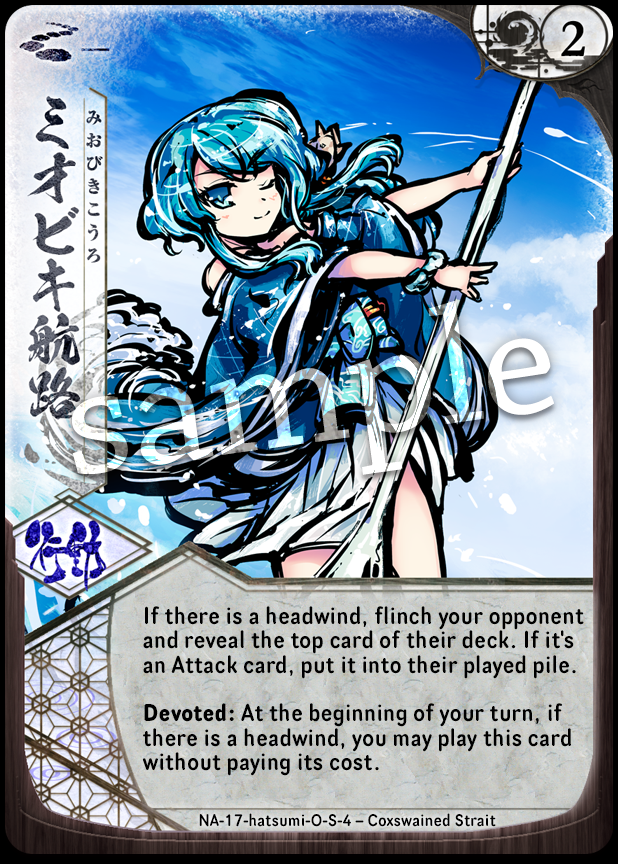 2
ミオビキ航路
みおびきこうろ
sample
行動
If there is a headwind, flinch your opponent
and reveal the top card of their deck. If it's
an Attack card, put it into their played pile.
Devoted: At the beginning of your turn, if
there is a headwind, you may play this card
without paying its cost.
NA-17-hatsumi-O-S-4 – Coxswained Strait